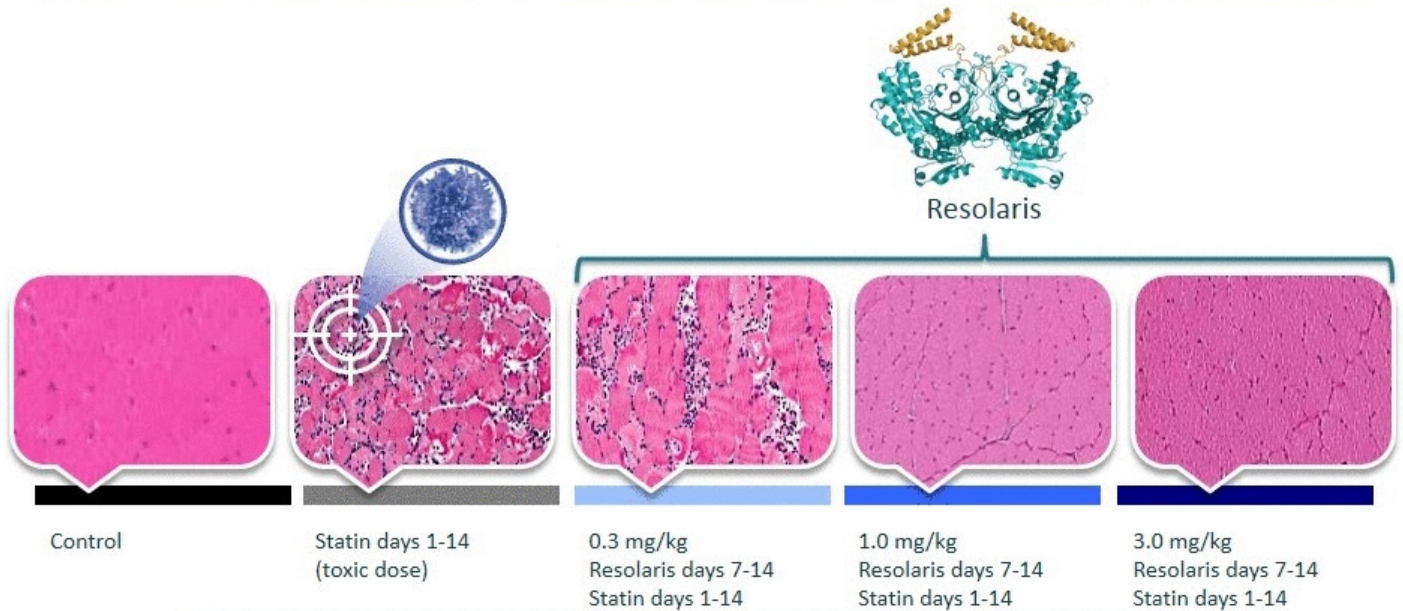 Resolaris
Control
Statin days 1-14
(toxic dose)
0.3 mg/kg
Resolaris days 7-14
Statin days 1-14
1.0 mg/kg
Resolaris days 7-14
Statin days 1-14
3.0 mg/kg
Resolaris days 7-14
Statin days 1-14